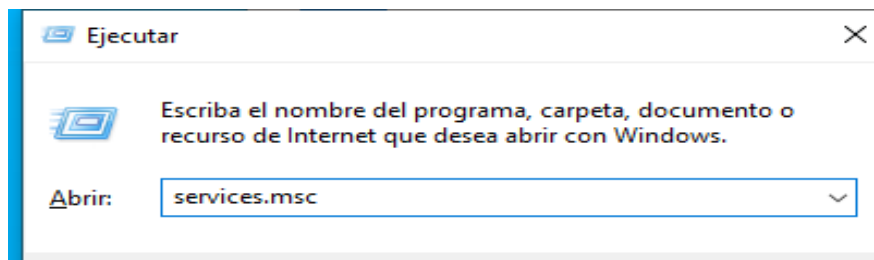 Ejecutar
Escriba el nombre del programa, carpeta, documento o
recurso de Internet que desea abrir con Windows.
Abrir: services.msc